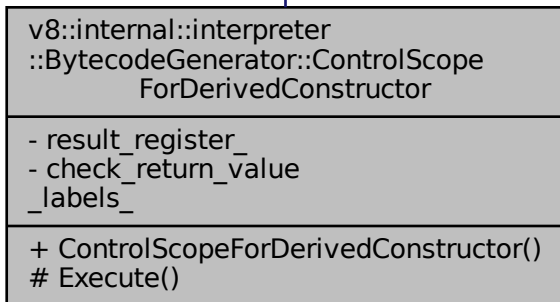 v8::internal::interpreter
::BytecodeGenerator::ControlScope
ForDerivedConstructor
- result_register_
- check_return_value
_labels_
+ ControlScopeForDerivedConstructor()
# Execute()